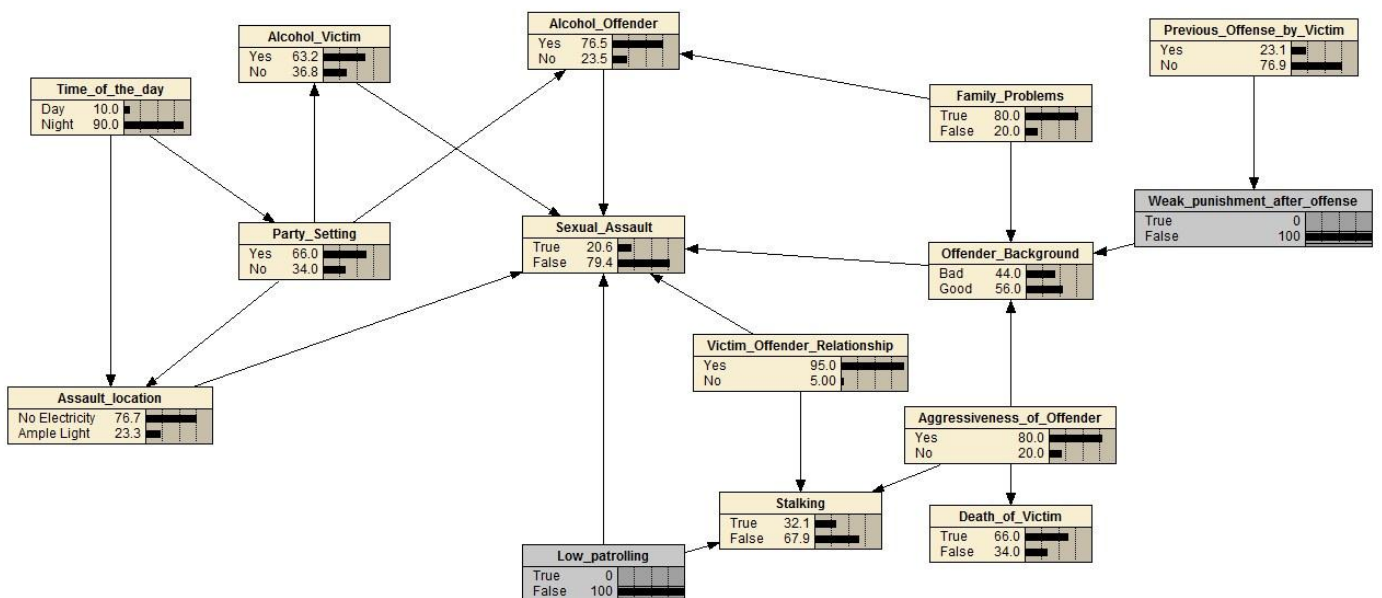 Alcohol_Victim
Yes 63.2
No 36.8
Alcohol_Offender
Yes 76.5
No 23.5
Previous_Offense_by_Victim
Yes 23.1
No 76.9
Time_of_the_day
Day 10.0
Night 90.0
Family_Problems
True 80.0
False 20.0
Weak_punishment_after_offense
True 0
False 100
Party_Setting
Yes 66.0
No 34.0
Sexual_Assault
True 20.6
False 79.4
Offender_Background
Bad 44.0
Good 56.0
Victim_Offender_Relationship
Yes 95.0
No 5.00
Assault_location
No Electricity 76.7
Ample Light 23.3
Aggressiveness_of_Offender
Yes 80.0
No 20.0
Stalking
True 32.1
False 67.9
Death_of_Victim
True 66.0
False 34.0
Low_patrolling
True 0
False 100